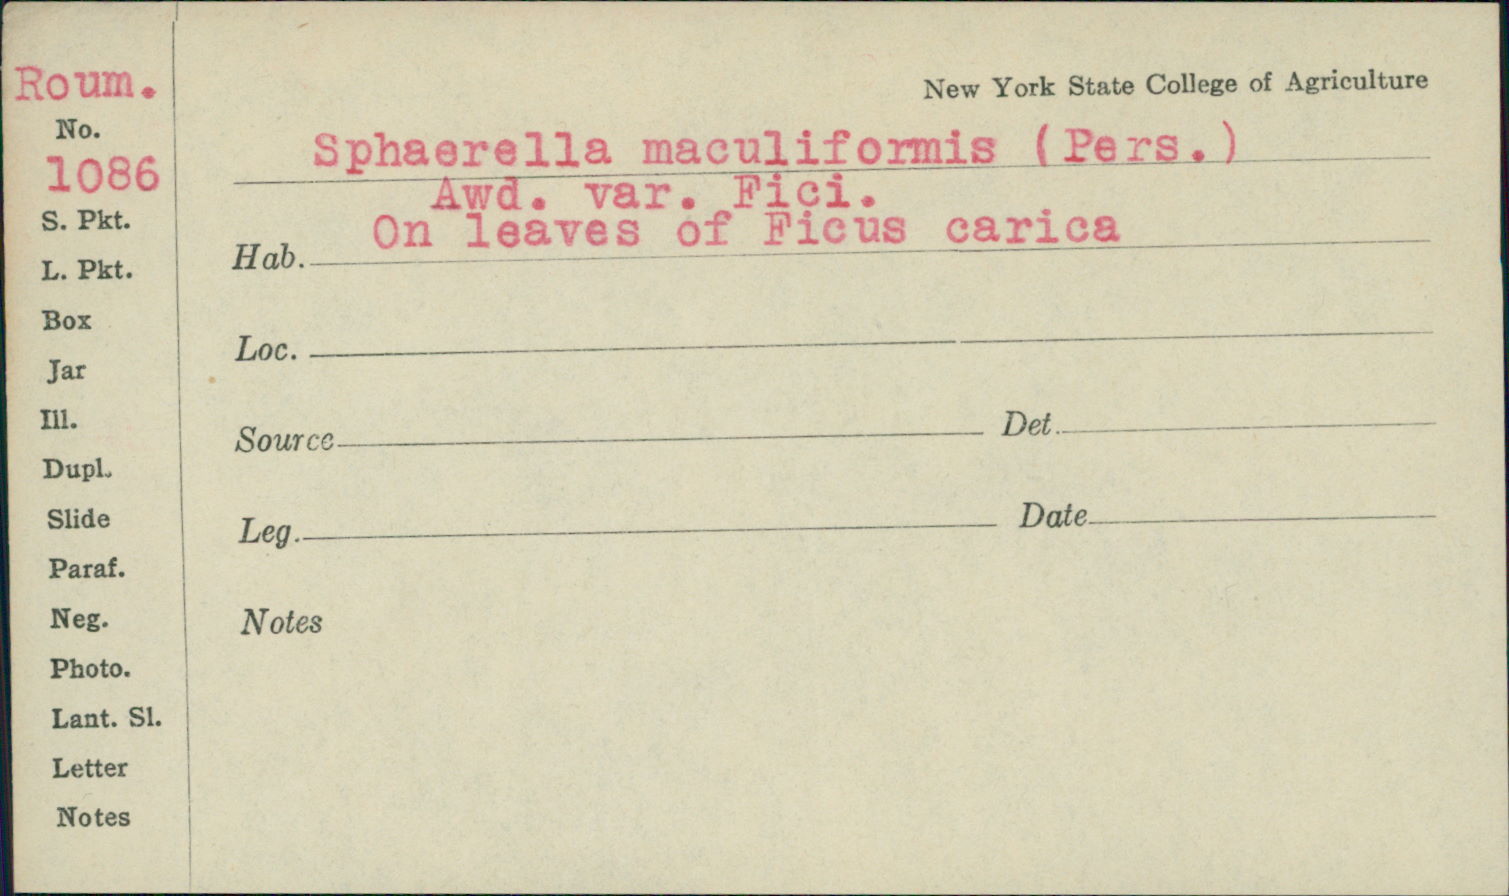 Roum.
New York State College of Agriculture
No.
1086
Sphaerella maculiformis (Pers.)
Awd. var. Fici.
S. Pkt.
Hab. On leaves of Ficus carica
L. Pkt.
Box
Loc.
Jar
Ill.
Source Det.
Dupl.
Slide
Leg. Date
Paraf.
Neg.
Notes
Photo.
Lant. Sl.
Letter
Notes